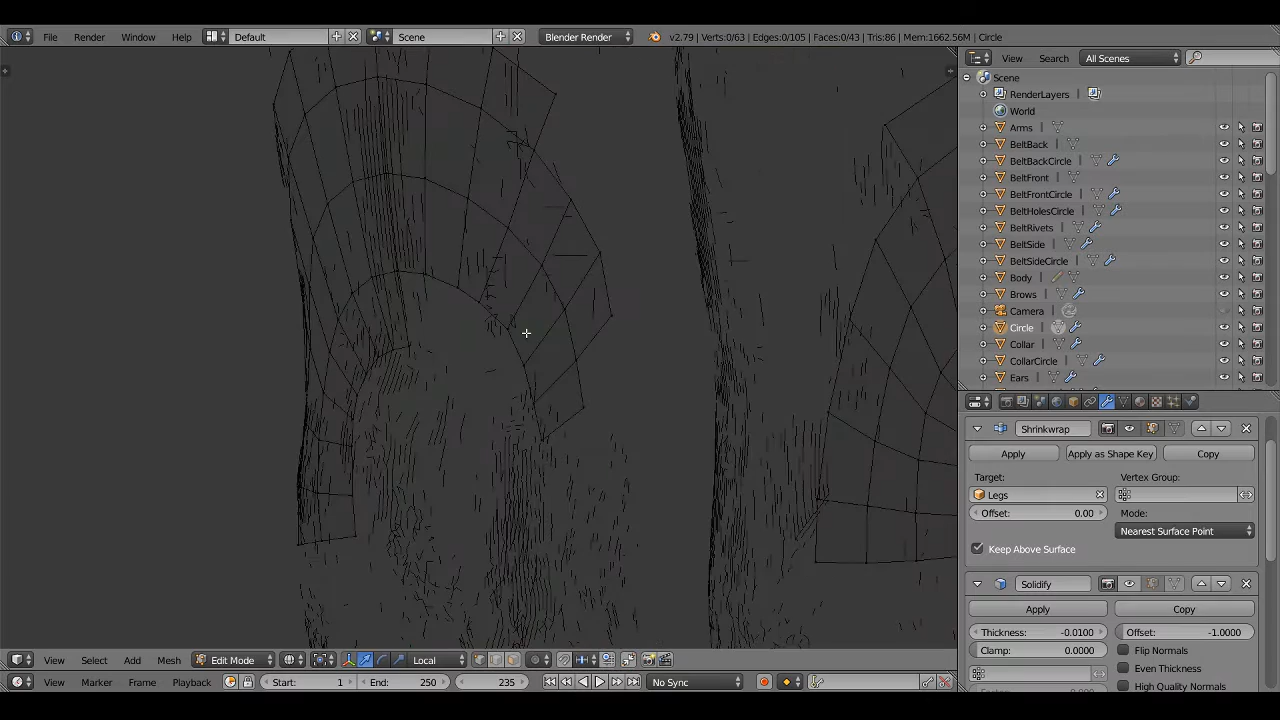 File Render Window Help Default Scene Blender Render v2.79 | Verts:0/63 | Edges:0/105 | Faces:0/43 | Tris:86 | Mem:1662.56M | Circle
View Search All Scenes
Scene
RenderLayers
World
Arms
BeltBack
BeltBackCircle
BeltFront
BeltFrontCircle
BeltHolesCircle
BeltRivets
BeltSide
BeltSideCircle
Body
Brows
Camera
Circle
Collar
CollarCircle
Ears
Shrinkwrap
Apply Apply as Shape Key Copy
Target: Vertex Group:
Legs
Offset: 0.00 Mode:
Nearest Surface Point
Keep Above Surface
Solidify
Apply Copy
Thickness: -0.0100 Offset: -1.0000
Clamp: 0.0000 Flip Normals
Even Thickness
High Quality Normals
View Select Add Mesh Edit Mode Local
View Marker Frame Playback Start: 1 End: 250 235 No Sync